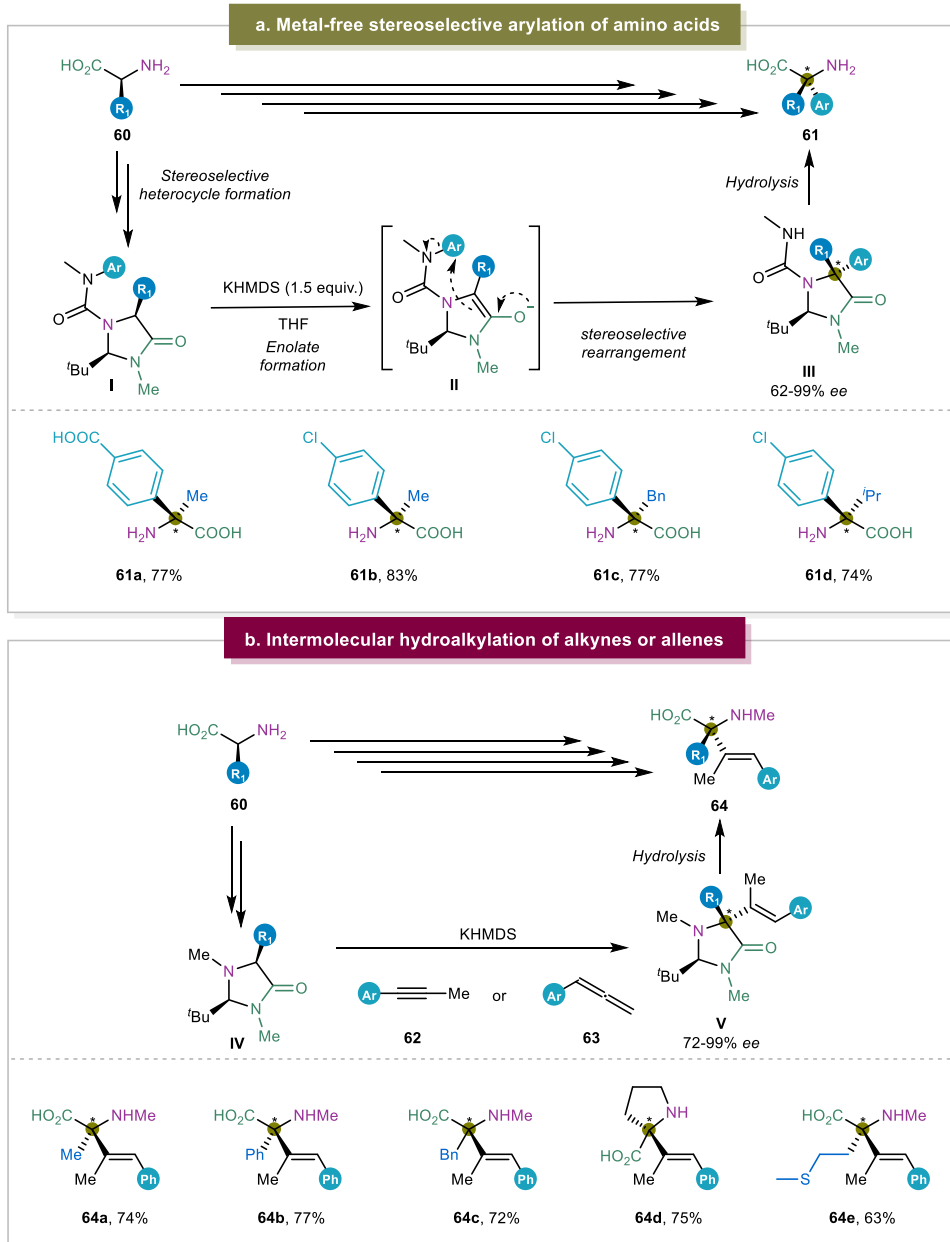 a. Metal-free stereoselective arylation of amino acids
HO₂C NH₂
R₁
60
HO₂C * NH₂
R₁ Ar
61
Stereoselective
heterocycle formation
Hydrolysis
N Ar
O N R₁
O
ᵗBu N
Me
I
KHMDS (1.5 equiv.)
THF
Enolate
formation
N Ar
O N R₁
O⁻
ᵗBu N
Me
II
stereoselective
rearrangement
NH
R₁ Ar
O N *
O
ᵗBu N
Me
III
62-99% ee
HOOC
Me
H₂N * COOH
61a, 77%
Cl
Me
H₂N * COOH
61b, 83%
Cl
Bn
H₂N * COOH
61c, 77%
Cl
ⁱPr
H₂N * COOH
61d, 74%
b. Intermolecular hydroalkylation of alkynes or allenes
HO₂C NH₂
R₁
60
HO₂C * NHMe
R₁
Me Ar
64
Hydrolysis
Me N R₁
O
ᵗBu N
Me
IV
KHMDS
Ar Me
62
or
Ar
63
Me
R₁ * Ar
Me N
O
ᵗBu N
Me
V
72-99% ee
HO₂C * NHMe
Me
Me Ph
64a, 74%
HO₂C * NHMe
Ph
Me Ph
64b, 77%
HO₂C * NHMe
Bn
Me Ph
64c, 72%
NH
*
HO₂C
Me Ph
64d, 75%
HO₂C * NHMe
S Me Ph
64e, 63%